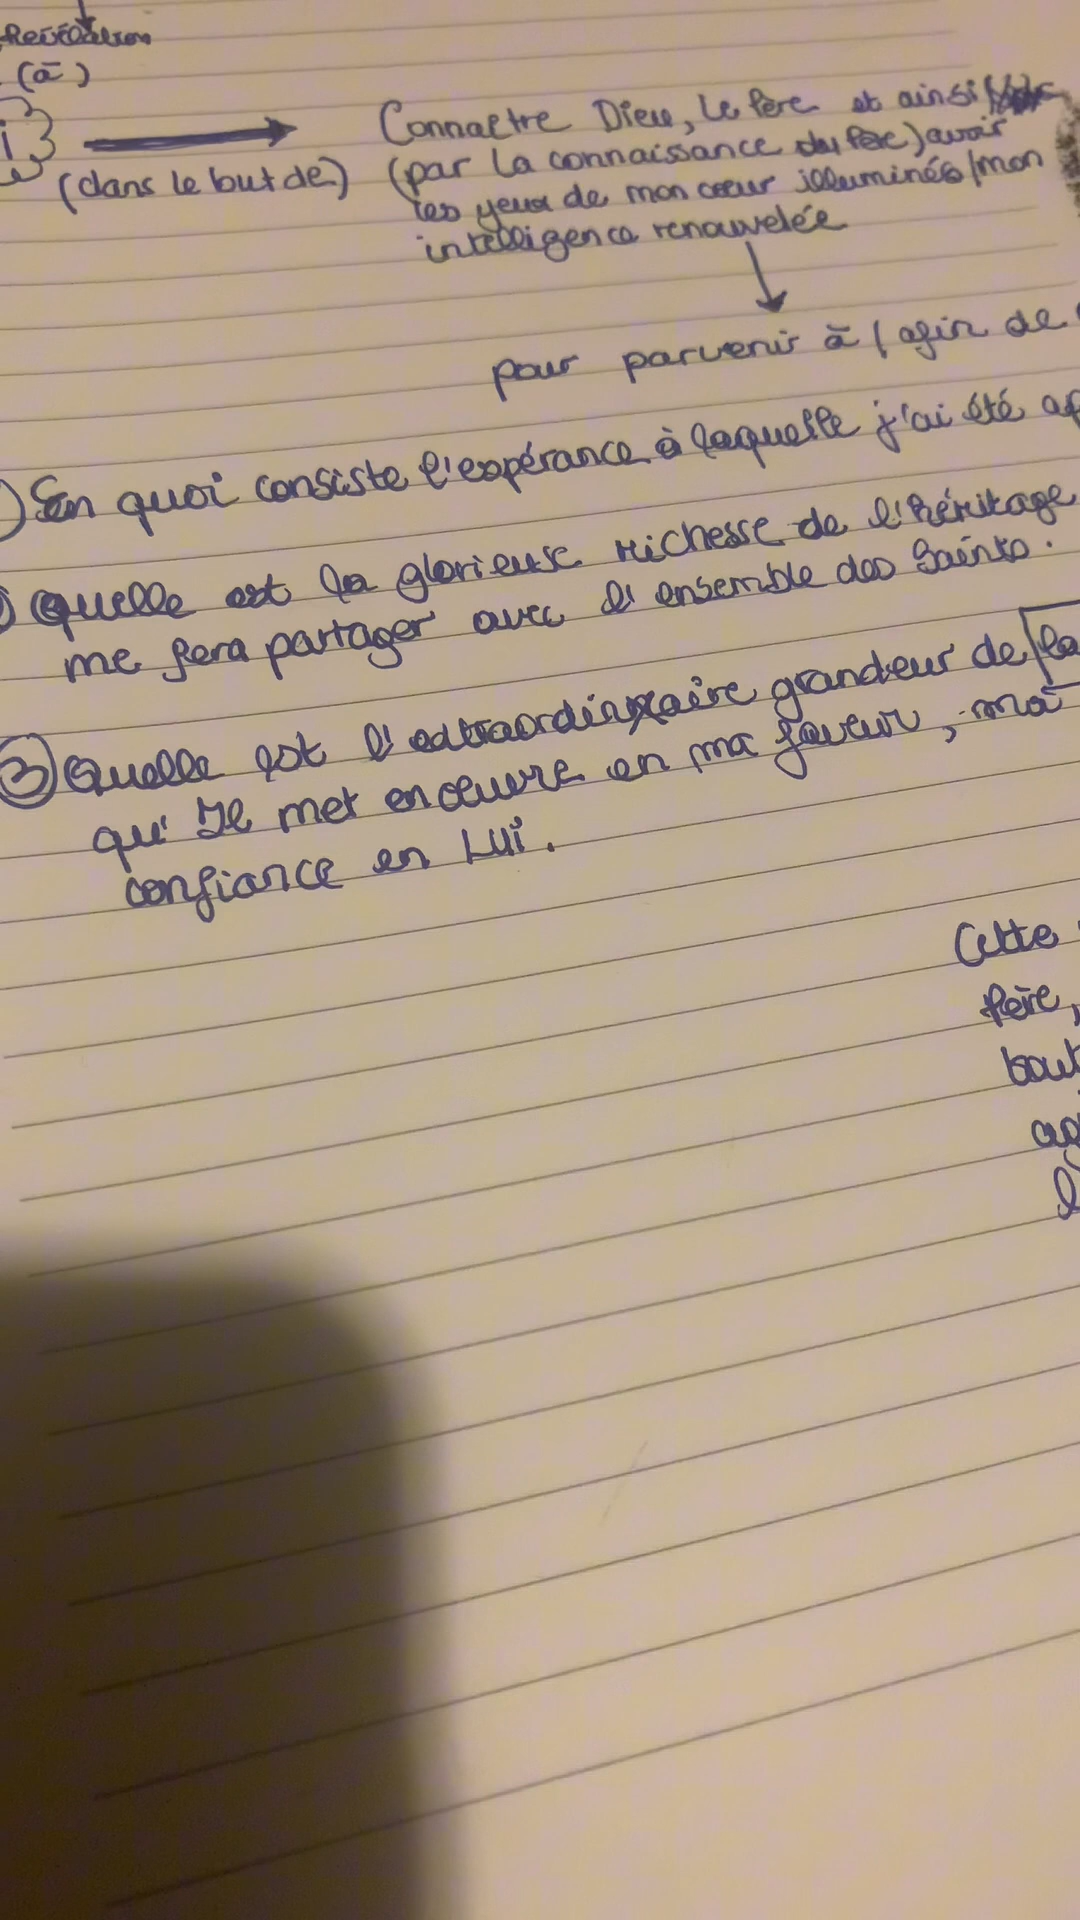 Révélation
(à)
(dans le but de)
Connaître Dieu, Le Père et ainsi
(par la connaissance du Père) avoir
les yeux de mon cœur illuminés/mon
intelligence renouvelée
pour parvenir à / afin de
) En quoi consiste l'espérance à laquelle j'ai été
Quelle est la glorieuse richesse de l'héritage
me fera partager avec l'ensemble des Saints.
③ Quelle est l'extraordinaire grandeur de la
qu'Il met en œuvre en ma faveur, ma
confiance en Lui.
Cette
Père,